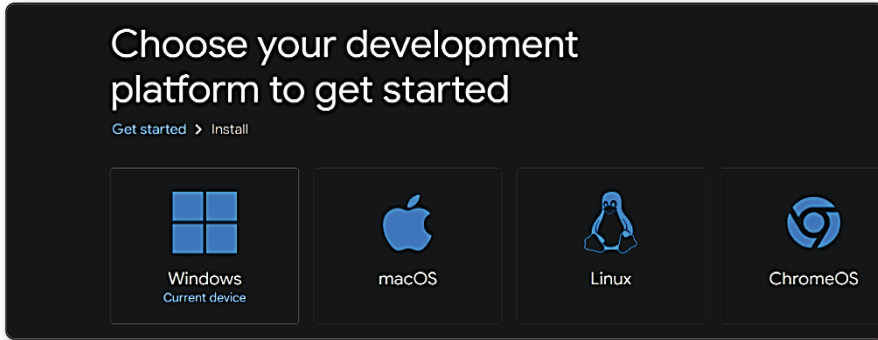 Choose your development
platform to get started
Get started > Install
Windows
Current device
macOS
Linux
ChromeOS